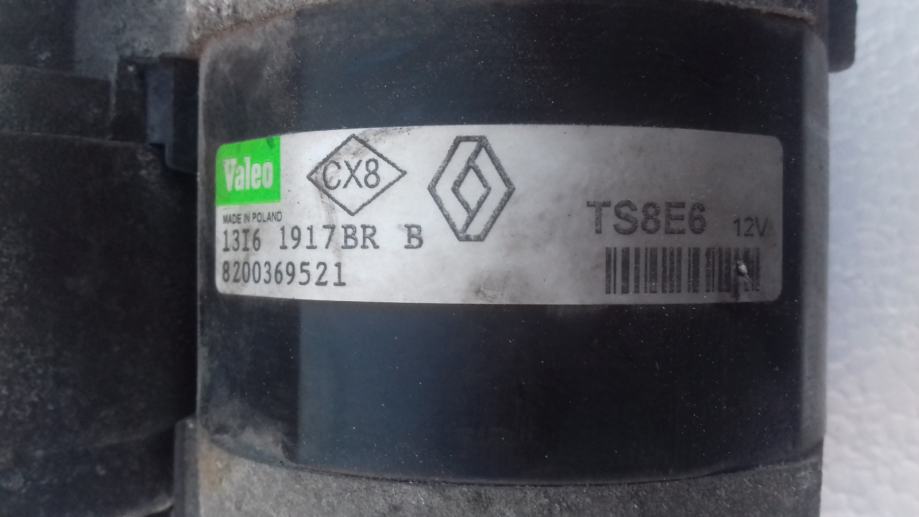 Valeo
CX8
MADE IN POLAND
13I6 1917BR B
8200369521
TS8E6 12V